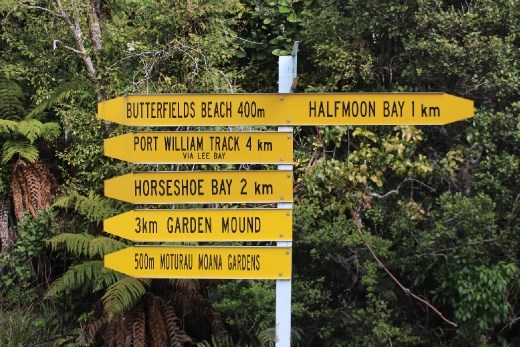 BUTTERFIELDS BEACH 400m
HALFMOON BAY 1 km
PORT WILLIAM TRACK 4 km
VIA LEE BAY
HORSESHOE BAY 2 km
3km GARDEN MOUND
500m MOTURAU MOANA GARDENS